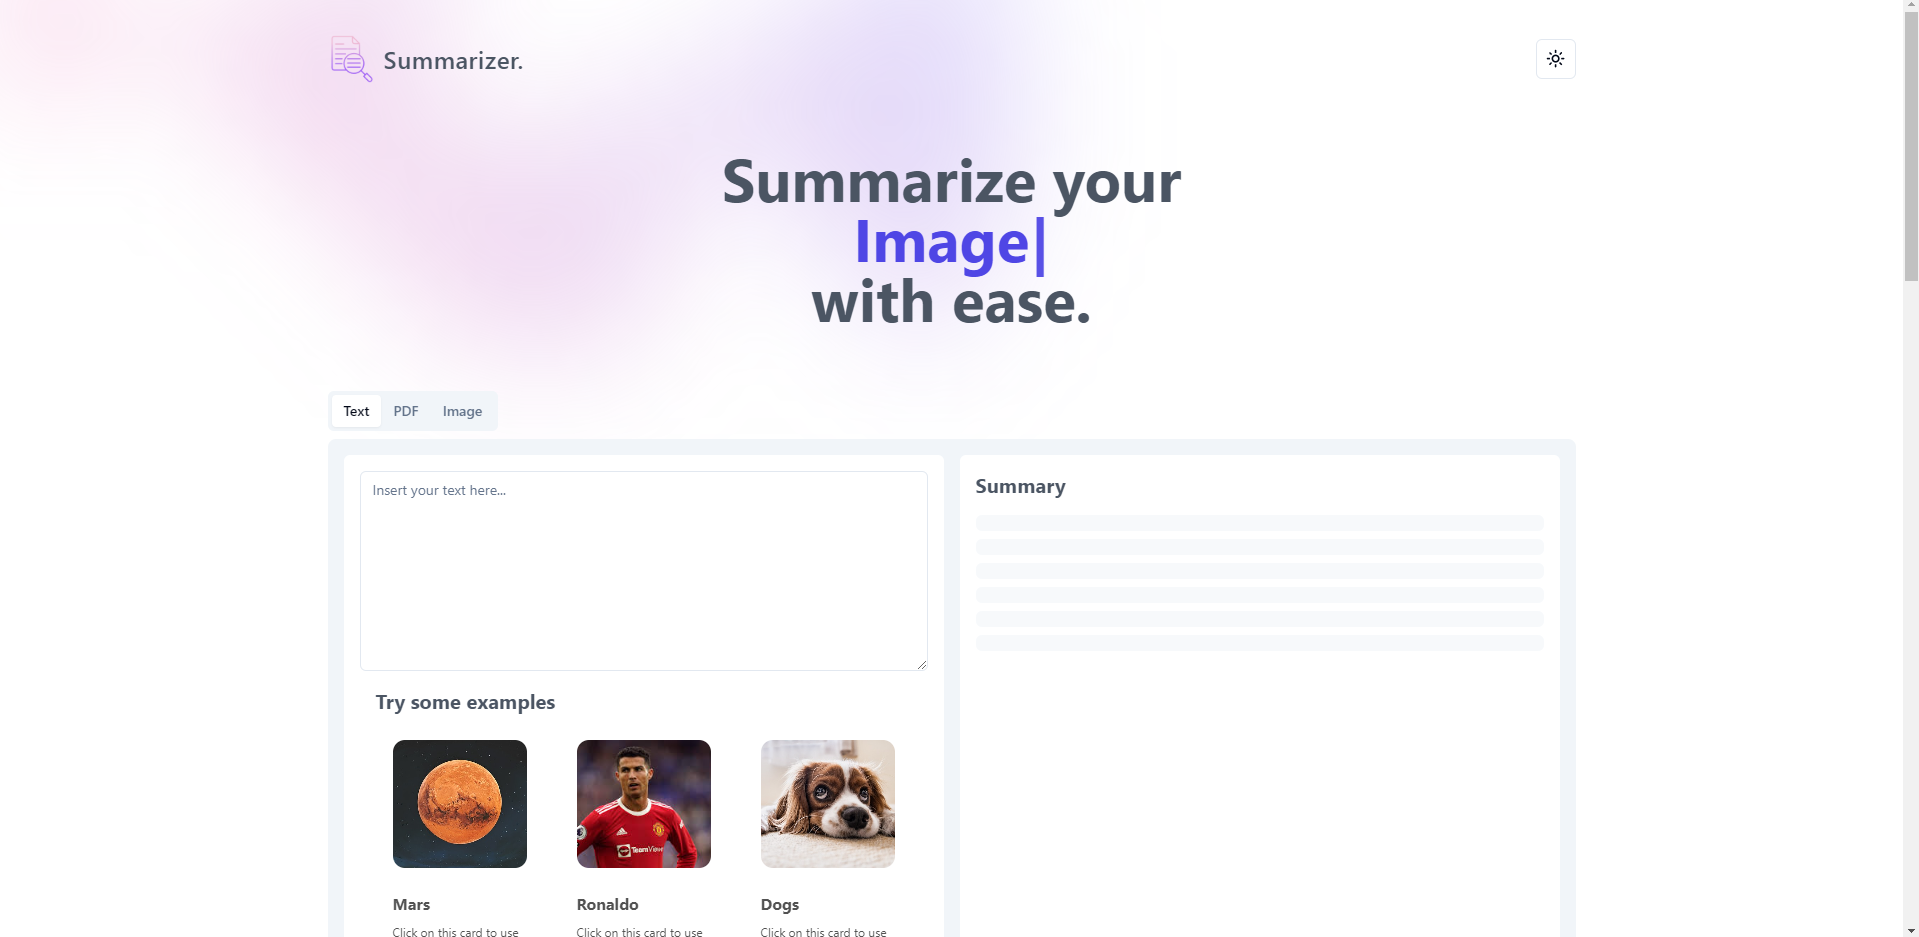 Summarizer.
Summarize your
Image|
with ease.
Text PDF Image
Insert your text here...
Summary
Try some examples
TeamView
Mars
Ronaldo
Dogs
Click on this card to use
Click on this card to use
Click on this card to use